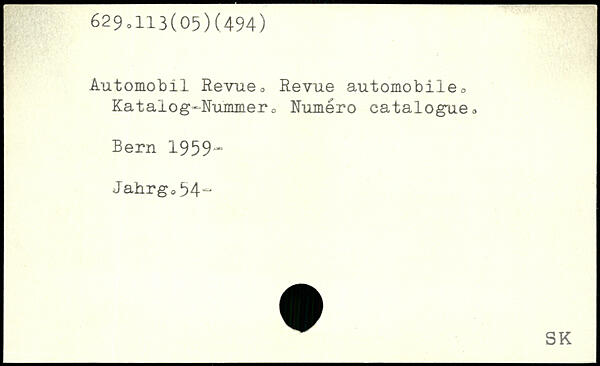 629.113(05)(494)
Automobil Revue. Revue automobile.
Katalog-Nummer. Numéro catalogue.
Bern 1959-
Jahrg.54-
SK